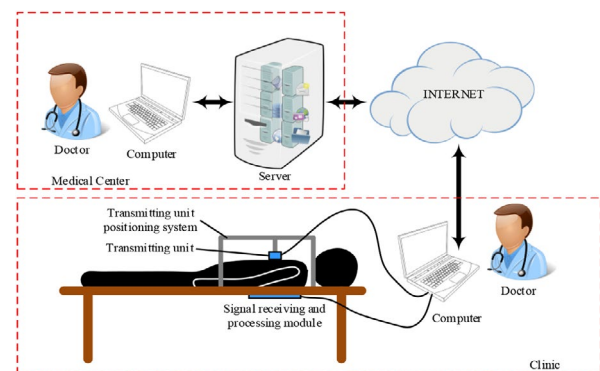 INTERNET
Doctor
Computer
Server
Medical Center
Transmitting unit
positioning system
Transmitting unit
Signal receiving and
processing module
Doctor
Computer
Clinic